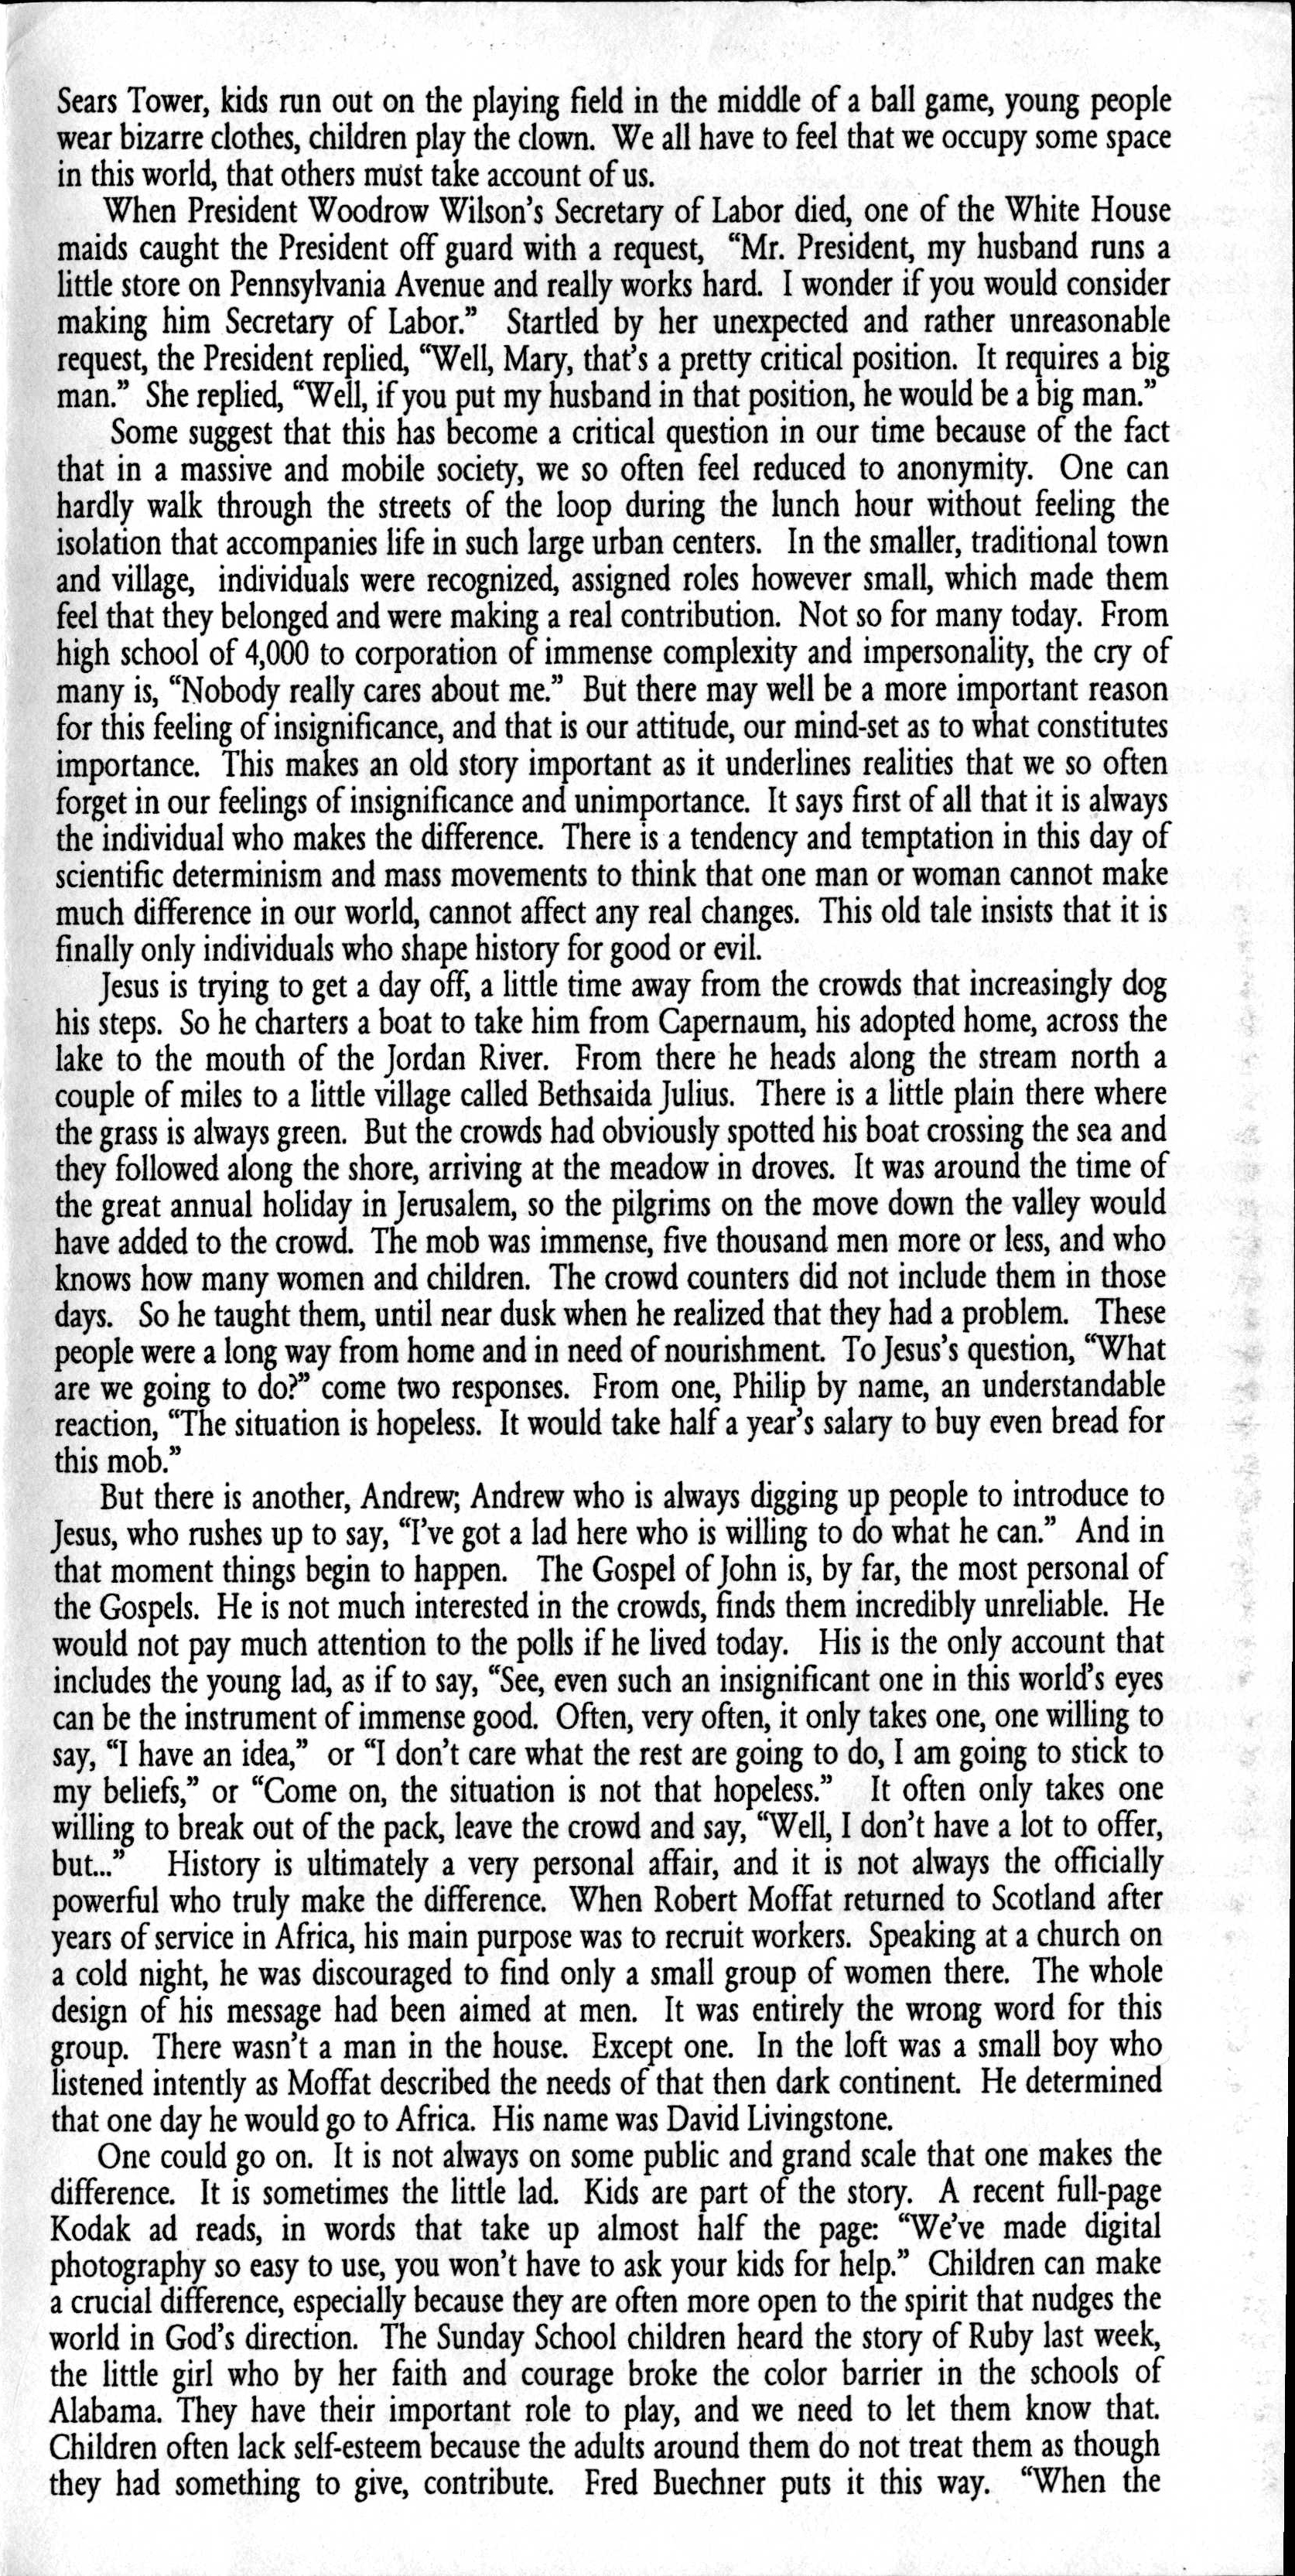 Sears Tower, kids run out on the playing field in the middle of a ball game, young people
wear bizarre clothes, children play the clown. We all have to feel that we occupy some space
in this world, that others must take account of us.
When President Woodrow Wilson's Secretary of Labor died, one of the White House
maids caught the President off guard with a request, “Mr. President, my husband runs a
little store on Pennsylvania Avenue and really works hard. I wonder if you would consider
making him Secretary of Labor.” Startled by her unexpected and rather unreasonable
request, the President replied, “Well, Mary, that's a pretty critical position. It requires a big
man.” She replied, “Well, if you put my husband in that position, he would be a big man.”
Some suggest that this has become a critical question in our time because of the fact
that in a massive and mobile society, we so often feel reduced to anonymity. One can
hardly walk through the streets of the loop during the lunch hour without feeling the
isolation that accompanies life in such large urban centers. In the smaller, traditional town
and village, individuals were recognized, assigned roles however small, which made them
feel that they belonged and were making a real contribution. Not so for many today. From
high school of 4,000 to corporation of immense complexity and impersonality, the cry of
many is, “Nobody really cares about me.” But there may well be a more important reason
for this feeling of insignificance, and that is our attitude, our mind-set as to what constitutes
importance. This makes an old story important as it underlines realities that we so often
forget in our feelings of insignificance and unimportance. It says first of all that it is always
the individual who makes the difference. There is a tendency and temptation in this day of
scientific determinism and mass movements to think that one man or woman cannot make
much difference in our world, cannot affect any real changes. This old tale insists that it is
finally only individuals who shape history for good or evil.
Jesus is trying to get a day off, a little time away from the crowds that increasingly dog
his steps. So he charters a boat to take him from Capernaum, his adopted home, across the
lake to the mouth of the Jordan River. From there he heads along the stream north a
couple of miles to a little village called Bethsaida Julius. There is a little plain there where
the grass is always green. But the crowds had obviously spotted his boat crossing the sea and
they followed along the shore, arriving at the meadow in droves. It was around the time of
the great annual holiday in Jerusalem, so the pilgrims on the move down the valley would
have added to the crowd. The mob was immense, five thousand men more or less, and who
knows how many women and children. The crowd counters did not include them in those
days. So he taught them, until near dusk when he realized that they had a problem. These
people were a long way from home and in need of nourishment. To Jesus's question, “What
are we going to do?” come two responses. From one, Philip by name, an understandable
reaction, “The situation is hopeless. It would take half a year's salary to buy even bread for
this mob.”
But there is another, Andrew; Andrew who is always digging up people to introduce to
Jesus, who rushes up to say, “I've got a lad here who is willing to do what he can.” And in
that moment things begin to happen. The Gospel of John is, by far, the most personal of
the Gospels. He is not much interested in the crowds, finds them incredibly unreliable. He
would not pay much attention to the polls if he lived today. His is the only account that
includes the young lad, as if to say, “See, even such an insignificant one in this world's eyes
can be the instrument of immense good. Often, very often, it only takes one, one willing to
say, “I have an idea,” or “I don't care what the rest are going to do, I am going to stick to
my beliefs,” or “Come on, the situation is not that hopeless.” It often only takes one
willing to break out of the pack, leave the crowd and say, “Well, I don't have a lot to offer,
but...” History is ultimately a very personal affair, and it is not always the officially
powerful who truly make the difference. When Robert Moffat returned to Scotland after
years of service in Africa, his main purpose was to recruit workers. Speaking at a church on
a cold night, he was discouraged to find only a small group of women there. The whole
design of his message had been aimed at men. It was entirely the wrong word for this
group. There wasn't a man in the house. Except one. In the loft was a small boy who
listened intently as Moffat described the needs of that then dark continent. He determined
that one day he would go to Africa. His name was David Livingstone.
One could go on. It is not always on some public and grand scale that one makes the
difference. It is sometimes the little lad. Kids are part of the story. A recent full-page
Kodak ad reads, in words that take up almost half the page: “We've made digital
photography so easy to use, you won't have to ask your kids for help.” Children can make
a crucial difference, especially because they are often more open to the spirit that nudges the
world in God's direction. The Sunday School children heard the story of Ruby last week,
the little girl who by her faith and courage broke the color barrier in the schools of
Alabama. They have their important role to play, and we need to let them know that.
Children often lack self-esteem because the adults around them do not treat them as though
they had something to give, contribute. Fred Buechner puts it this way. “When the